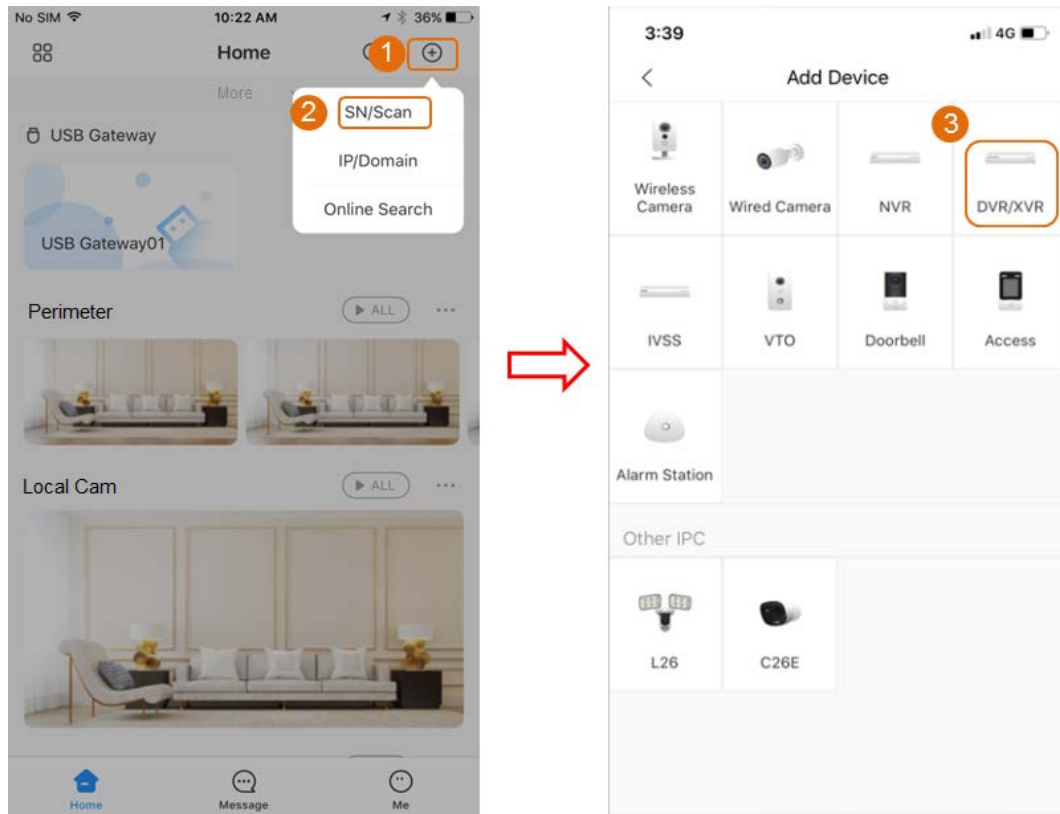 No SIM 10:22 AM 36%
Home 1
More
2 SN/Scan
IP/Domain
Online Search
USB Gateway
USB Gateway01
Perimeter ALL
Local Cam ALL
Home Message Me
3:39 4G
Add Device
3
Wireless
Camera Wired Camera NVR DVR/XVR
IVSS VTO Doorbell Access
Alarm Station
Other IPC
L26 C26E